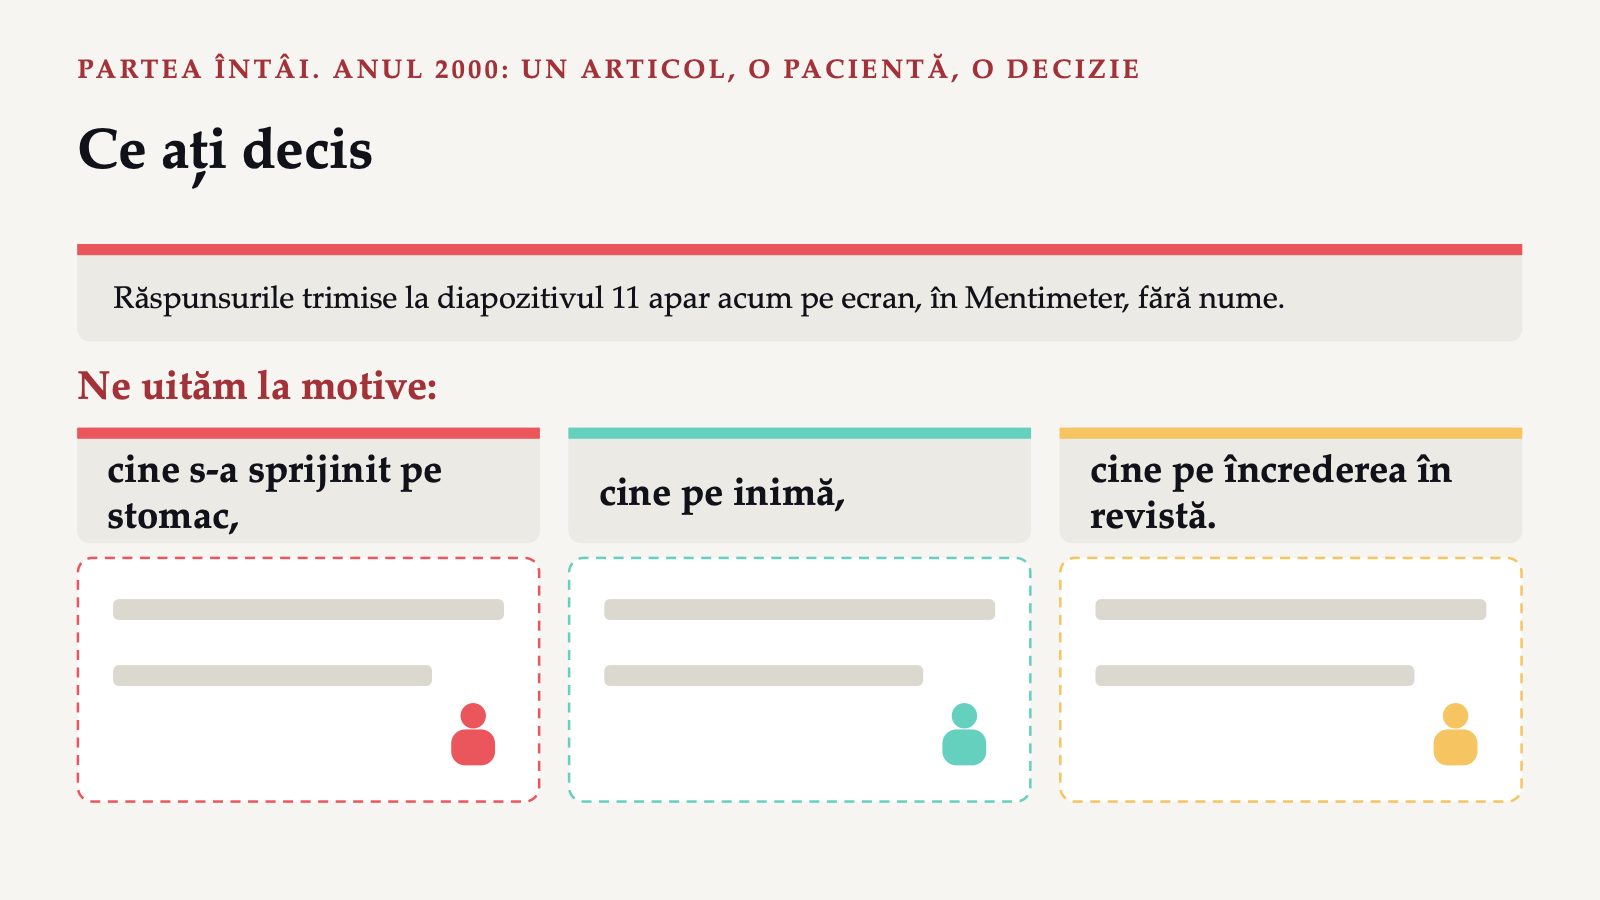 PARTEA ÎNTÂI. ANUL 2000: UN ARTICOL, O PACIENTĂ, O DECIZIE
Ce ați decis
Răspunsurile trimise la diapozitivul 11 apar acum pe ecran, în Mentimeter, fără nume.
Ne uităm la motive:
cine s-a sprijinit pe
stomac,
cine pe inimă,
cine pe încrederea în
revistă.